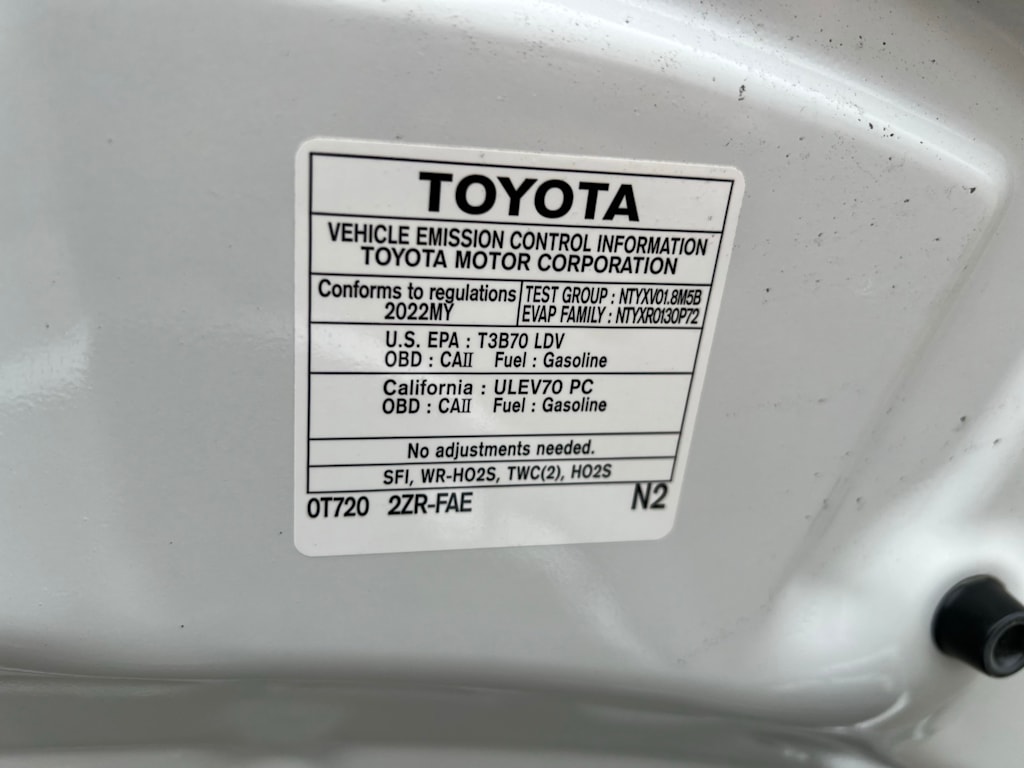 TOYOTA
VEHICLE EMISSION CONTROL INFORMATION
TOYOTA MOTOR CORPORATION
Conforms to regulations
2022MY
TEST GROUP : NTYXV01.8M5B
EVAP FAMILY : NTYXR0130P72
U.S. EPA : T3B70 LDV
OBD : CAII Fuel : Gasoline
California : ULEV70 PC
OBD : CAII Fuel : Gasoline
No adjustments needed.
SFI, WR-HO2S, TWC(2), HO2S
0T720 2ZR-FAE N2